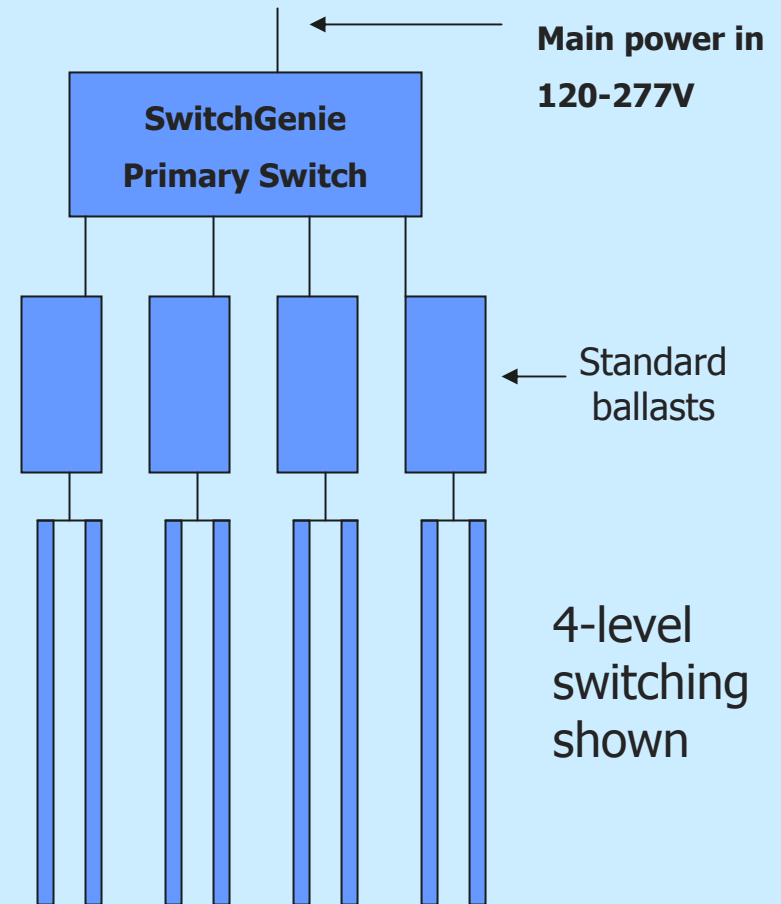 Main power in
120-277V
SwitchGenie
Primary Switch
Standard
ballasts
4-level
switching
shown